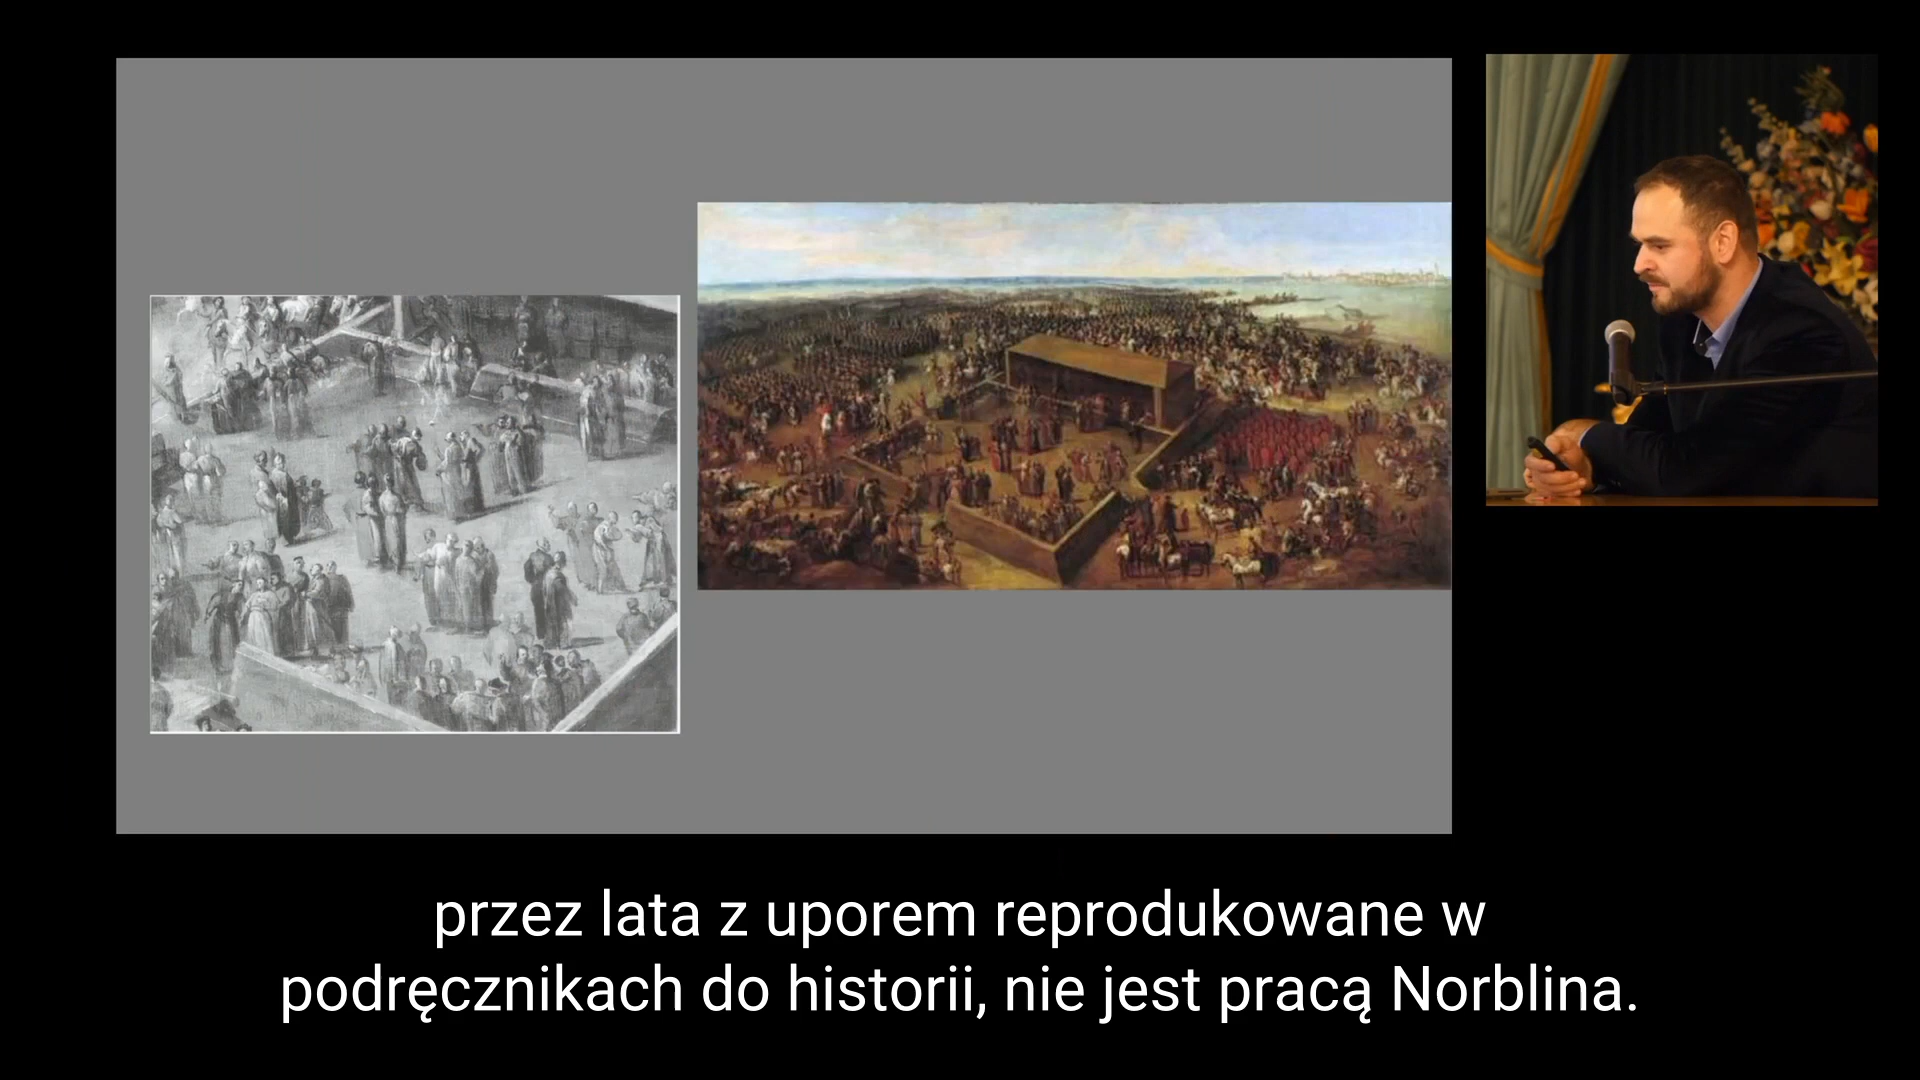 przez lata z uporem reprodukowane w
podręcznikach do historii, nie jest pracą Norblina.